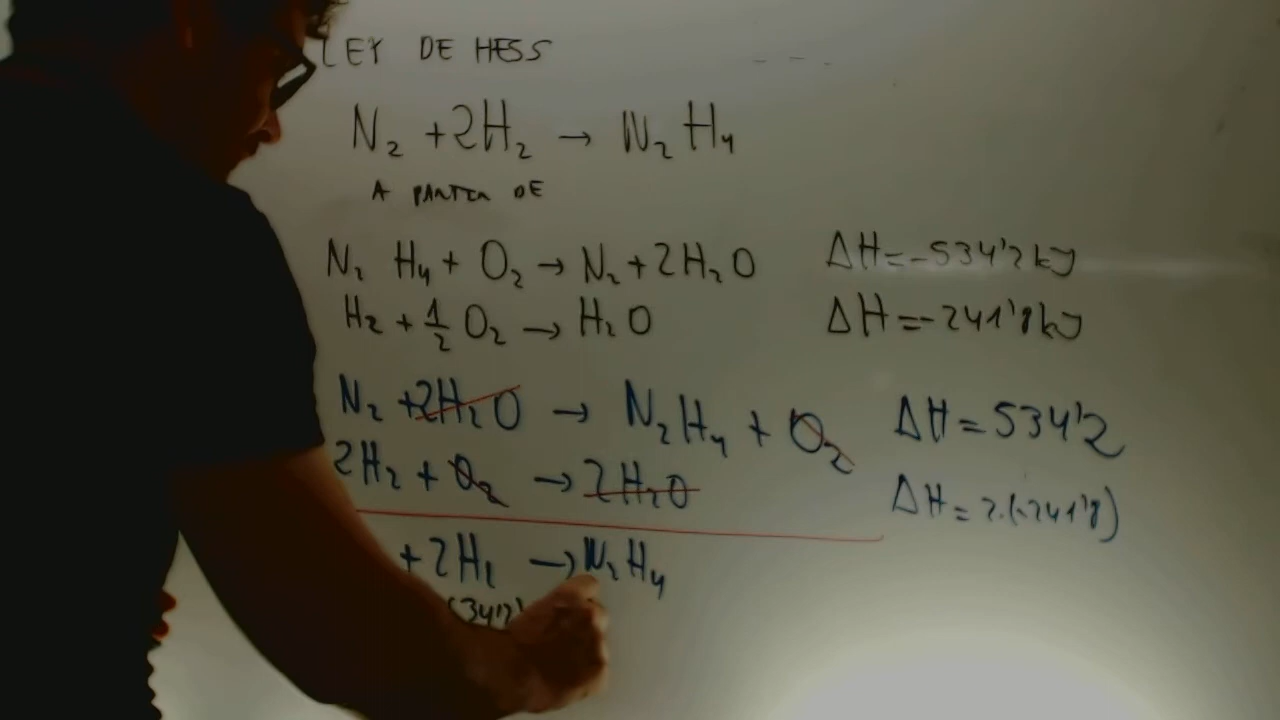 LEY DE HESS
N₂ + 2H₂ → N₂H₄
A PARTIR DE
N₂H₄ + O₂ → N₂ + 2H₂O ΔH = -534'2 kJ
H₂ + 1/2 O₂ → H₂O ΔH = -241'8 kJ
N₂ + 2H₂O → N₂H₄ + O₂ ΔH = 534'2
2H₂ + O₂ → 2H₂O ΔH = 2·(-241'8)
+ 2H₂ → N₂H₄